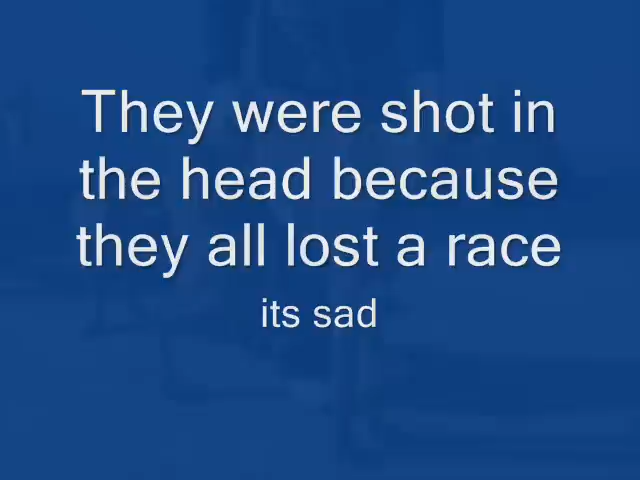 They were shot in
the head because
they all lost a race
its sad